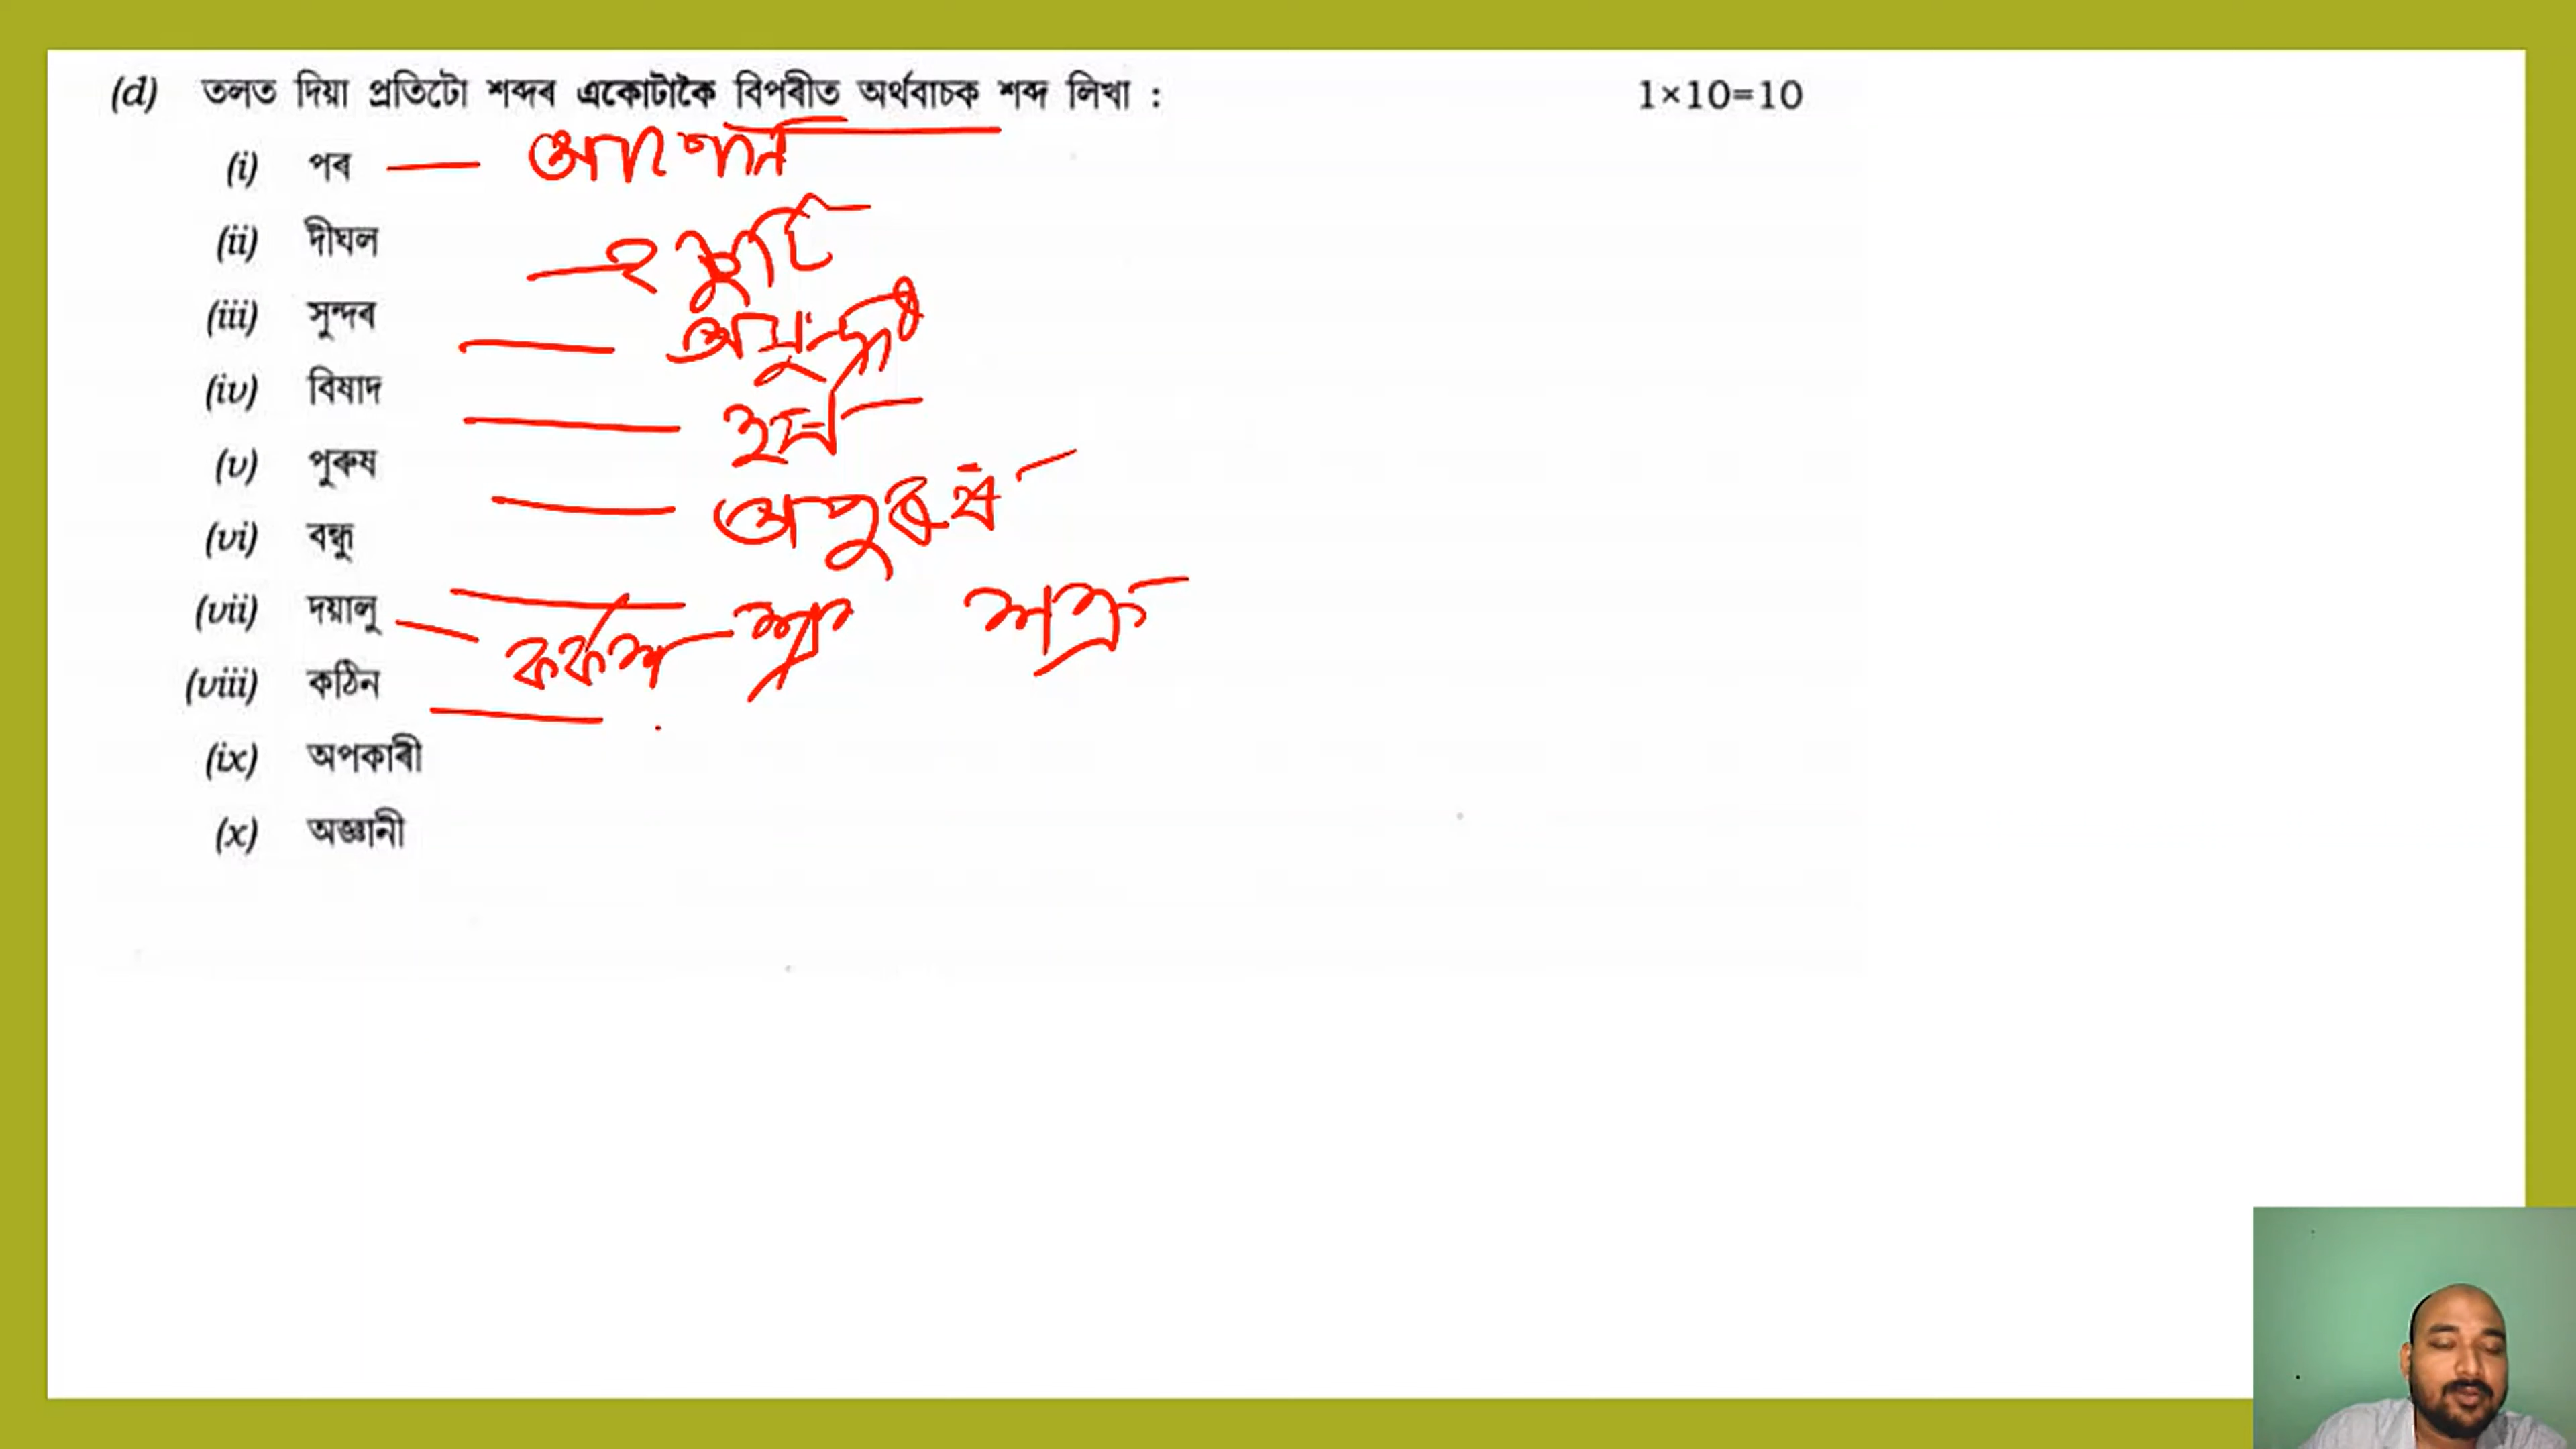 (d) তলত দিয়া প্ৰতিটো শব্দৰ একোটাকৈ বিপৰীত অৰ্থবাচক শব্দ লিখা : 1×10=10
(i) পৰ — আপোন
(ii) দীঘল
(iii) সুন্দৰ — অসুন্দৰ
(iv) বিষাদ — হৰ্ষ
(v) পুৰুষ — অপুৰুষ
(vi) বন্ধু — শত্ৰু
(vii) দয়ালু — কৰ্কশ
(viii) কঠিন —
(ix) অপকাৰী
(x) অজ্ঞানী